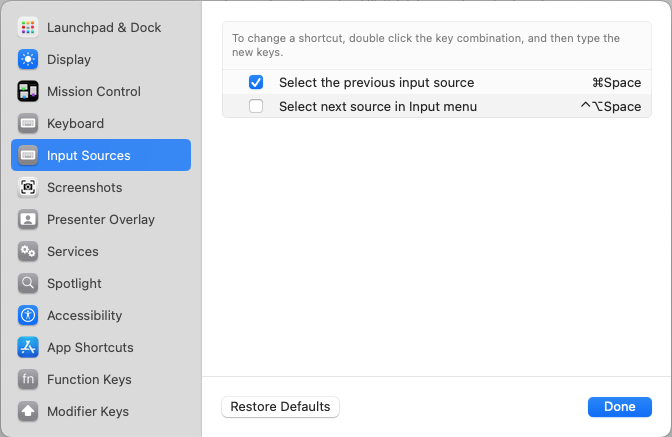 Launchpad & Dock
Display
Mission Control
Keyboard
Input Sources
Screenshots
Presenter Overlay
Services
Spotlight
Accessibility
App Shortcuts
fn Function Keys
Modifier Keys
To change a shortcut, double click the key combination, and then type the
new keys.
Select the previous input source ⌘Space
Select next source in Input menu ^⌥Space
Restore Defaults
Done